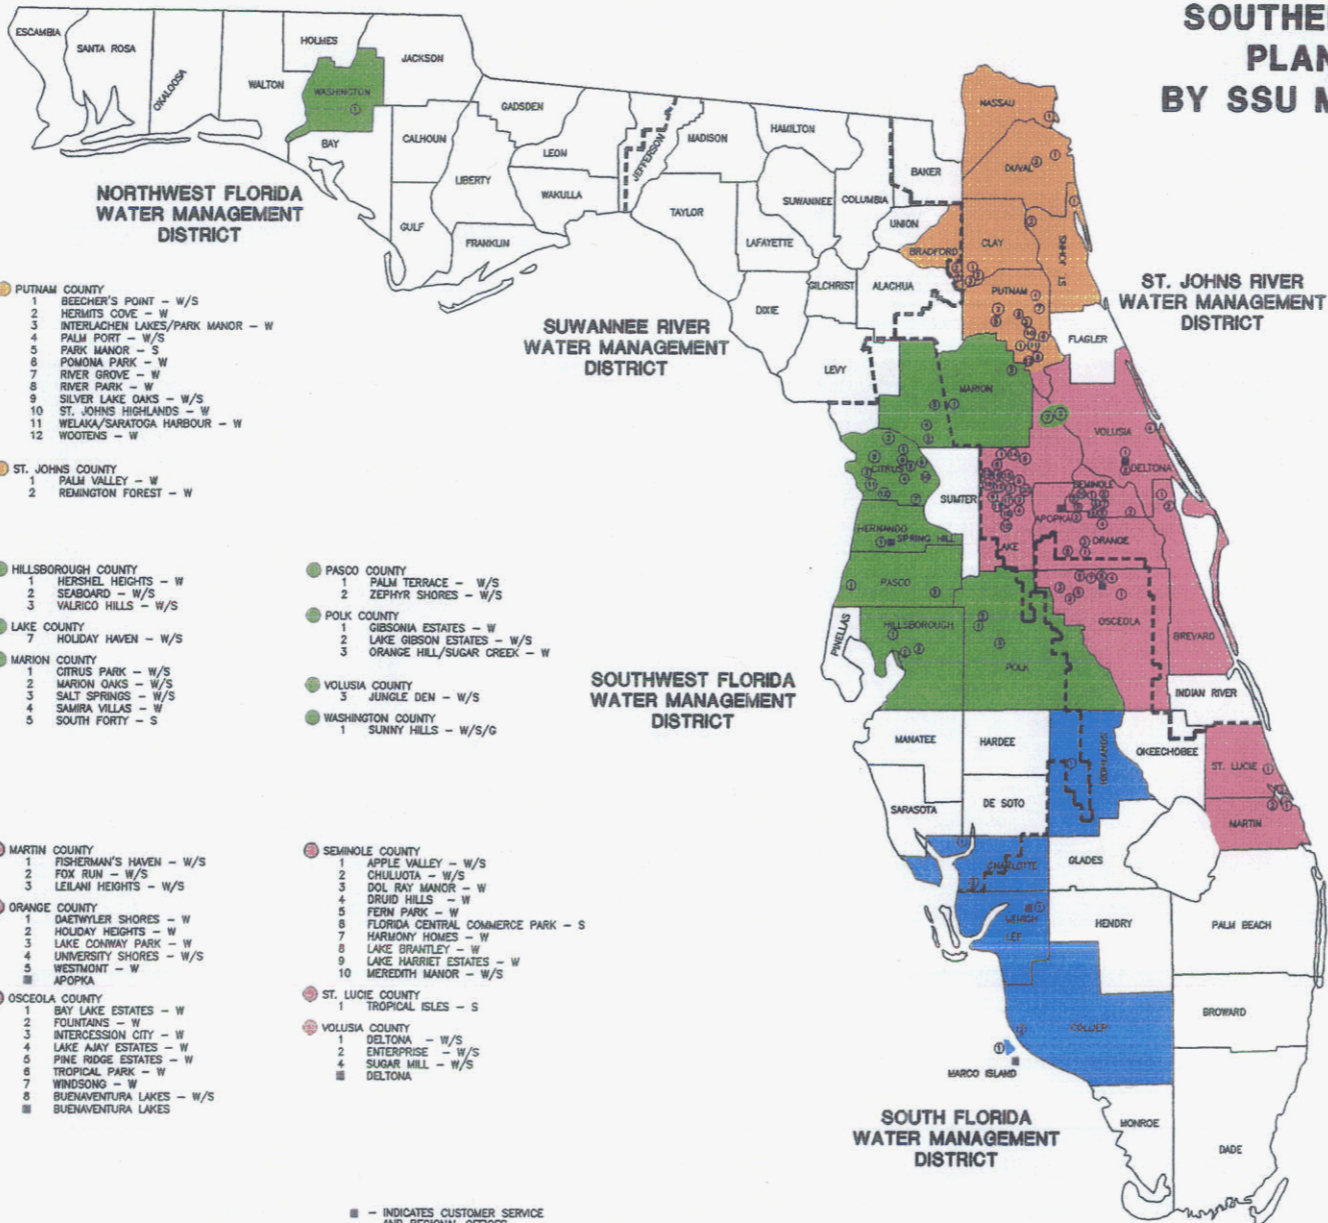 SOUTHE
PLAN
BY SSU M
ESCAMBIA
SANTA ROSA
OKALOOSA
WALTON
HOLMES
WASHINGTON
JACKSON
BAY
CALHOUN
GULF
GADSDEN
LIBERTY
FRANKLIN
LEON
WAKULLA
JEFFERSON
MADISON
TAYLOR
HAMILTON
SUWANNEE
LAFAYETTE
DIXIE
COLUMBIA
GILCHRIST
LEVY
BAKER
UNION
BRADFORD
ALACHUA
NASSAU
DUVAL
CLAY
ST. JOHNS
PUTNAM
FLAGLER
MARION
VOLUSIA
DELTONA
CITRUS
SUMTER
HERNANDO
SPRING HILL
LAKE
SEMINOLE
APOPKA
ORANGE
PASCO
PINELLAS
HILLSBOROUGH
POLK
OSCEOLA
BREVARD
INDIAN RIVER
MANATEE
HARDEE
HIGHLANDS
OKEECHOBEE
ST. LUCIE
SARASOTA
DE SOTO
MARTIN
CHARLOTTE
GLADES
LEHIGH
LEE
HENDRY
PALM BEACH
COLLIER
BROWARD
MARCO ISLAND
MONROE
DADE
NORTHWEST FLORIDA
WATER MANAGEMENT
DISTRICT
SUWANNEE RIVER
WATER MANAGEMENT
DISTRICT
ST. JOHNS RIVER
WATER MANAGEMENT
DISTRICT
SOUTHWEST FLORIDA
WATER MANAGEMENT
DISTRICT
SOUTH FLORIDA
WATER MANAGEMENT
DISTRICT
PUTNAM COUNTY
1 BEECHER'S POINT - W/S
2 HERMITS COVE - W
3 INTERLACHEN LAKES/PARK MANOR - W
4 PALM PORT - W/S
5 PARK MANOR - S
6 POMONA PARK - W
7 RIVER GROVE - W
8 RIVER PARK - W
9 SILVER LAKE OAKS - W/S
10 ST. JOHNS HIGHLANDS - W
11 WELAKA/SARATOGA HARBOUR - W
12 WOOTENS - W
ST. JOHNS COUNTY
1 PALM VALLEY - W
2 REMINGTON FOREST - W
HILLSBOROUGH COUNTY
1 HERSHEL HEIGHTS - W
2 SEABOARD - W/S
3 VALRICO HILLS - W/S
LAKE COUNTY
7 HOLIDAY HAVEN - W/S
MARION COUNTY
1 CITRUS PARK - W/S
2 MARION OAKS - W/S
3 SALT SPRINGS - W/S
4 SAMIRA VILLAS - W
5 SOUTH FORTY - S
PASCO COUNTY
1 PALM TERRACE - W/S
2 ZEPHYR SHORES - W/S
POLK COUNTY
1 GIBSONIA ESTATES - W
2 LAKE GIBSON ESTATES - W/S
3 ORANGE HILL/SUGAR CREEK - W
VOLUSIA COUNTY
3 JUNGLE DEN - W/S
WASHINGTON COUNTY
1 SUNNY HILLS - W/S/G
MARTIN COUNTY
1 FISHERMAN'S HAVEN - W/S
2 FOX RUN - W/S
3 LEILANI HEIGHTS - W/S
ORANGE COUNTY
1 DAETWYLER SHORES - W
2 HOLIDAY HEIGHTS - W
3 LAKE CONWAY PARK - W
4 UNIVERSITY SHORES - W/S
5 WESTMONT - W
APOPKA
OSCEOLA COUNTY
1 BAY LAKE ESTATES - W
2 FOUNTAINS - W
3 INTERCESSION CITY - W
4 LAKE AJAY ESTATES - W
5 PINE RIDGE ESTATES - W
6 TROPICAL PARK - W
7 WINDSONG - W
8 BUENAVENTURA LAKES - W/S
BUENAVENTURA LAKES
SEMINOLE COUNTY
1 APPLE VALLEY - W/S
2 CHULUOTA - W/S
3 DOL RAY MANOR - W
4 DRUID HILLS - W
5 FERN PARK - W
6 FLORIDA CENTRAL COMMERCE PARK - S
7 HARMONY HOMES - W
8 LAKE BRANTLEY - W
9 LAKE HARRIET ESTATES - W
10 MEREDITH MANOR - W/S
ST. LUCIE COUNTY
1 TROPICAL ISLES - S
VOLUSIA COUNTY
1 DELTONA - W/S
2 ENTERPRISE - W/S
4 SUGAR MILL - W/S
DELTONA
- INDICATES CUSTOMER SERVICE
AND REGIONAL OFFICES